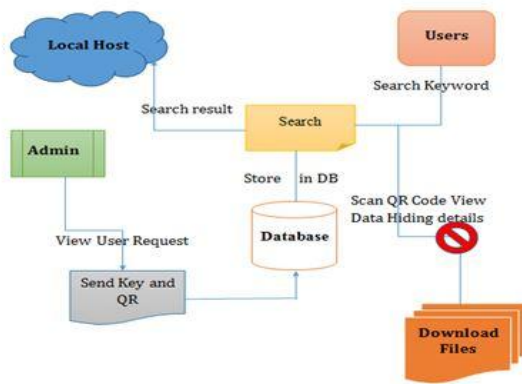 Local Host
Users
Search Keyword
Search result
Search
Admin
Store in DB
Scan QR Code View
Data Hiding details
Database
View User Request
Send Key and
QR
Download
Files